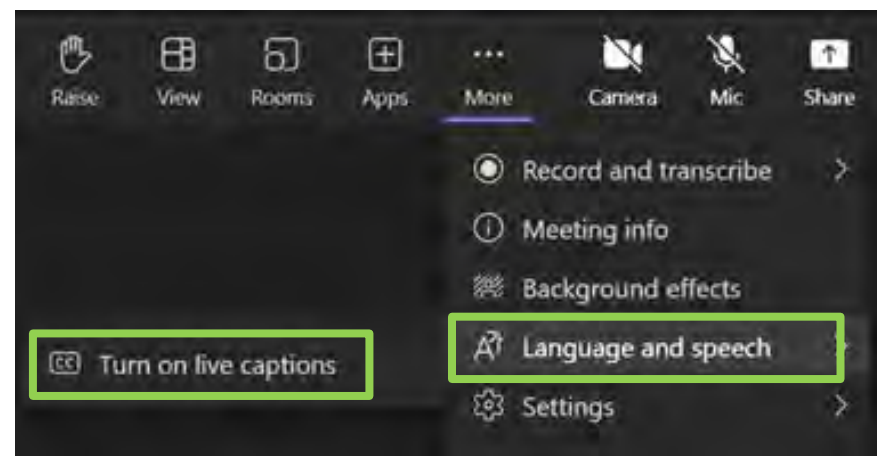 Raise View Rooms Apps More Camera Mic Share
Record and transcribe
Meeting info
Background effects
CC Turn on live captions
Language and speech
Settings